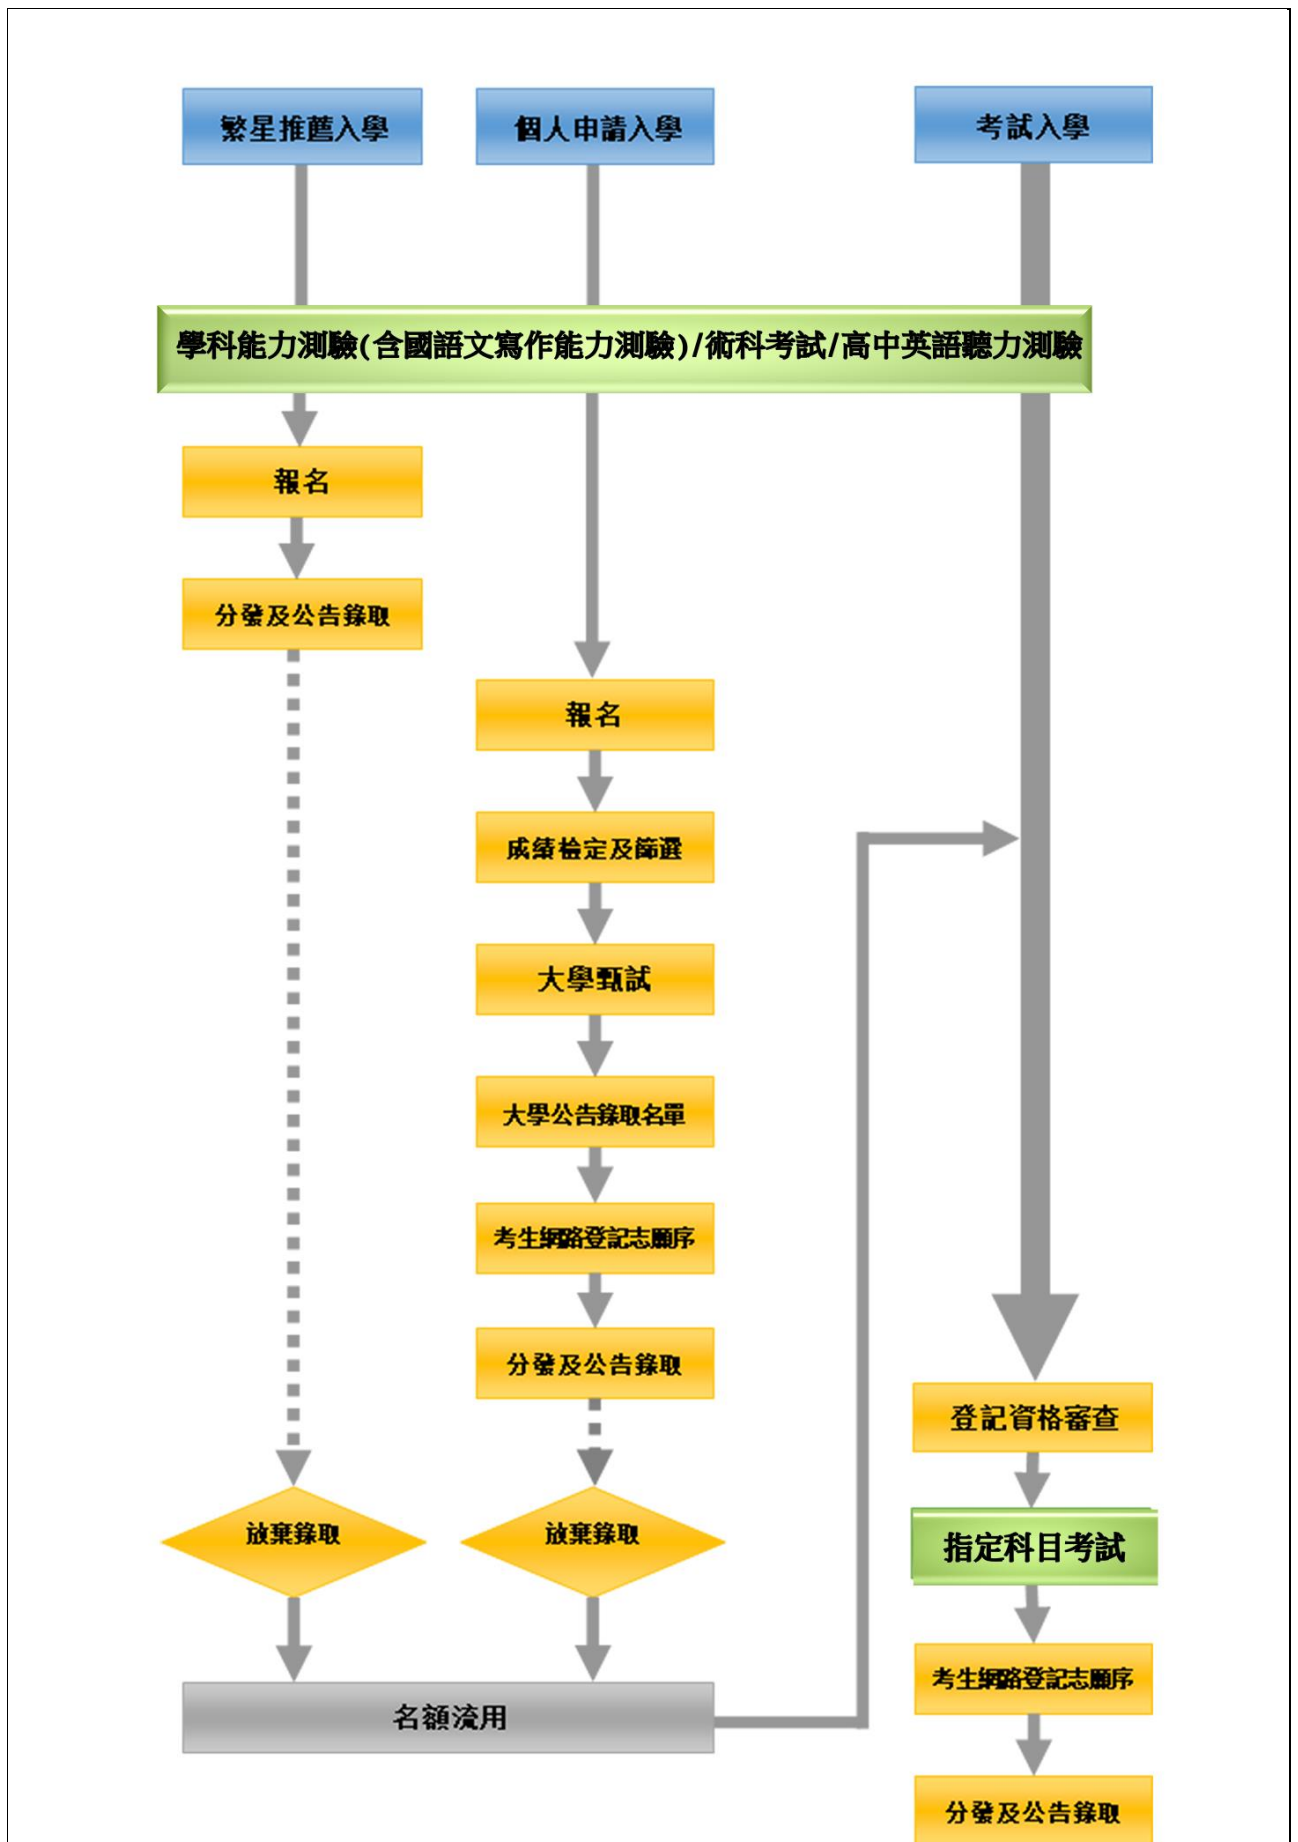 繁星推薦入學
個人申請入學
考試入學
學科能力測驗(含國語文寫作能力測驗)/術科考試/高中英語聽力測驗
報名
分發及公告錄取
報名
成績檢定及篩選
大學甄試
大學公告錄取名單
考生網路登記志願序
分發及公告錄取
放棄錄取
放棄錄取
名額流用
登記資格審查
指定科目考試
考生網路登記志願序
分發及公告錄取